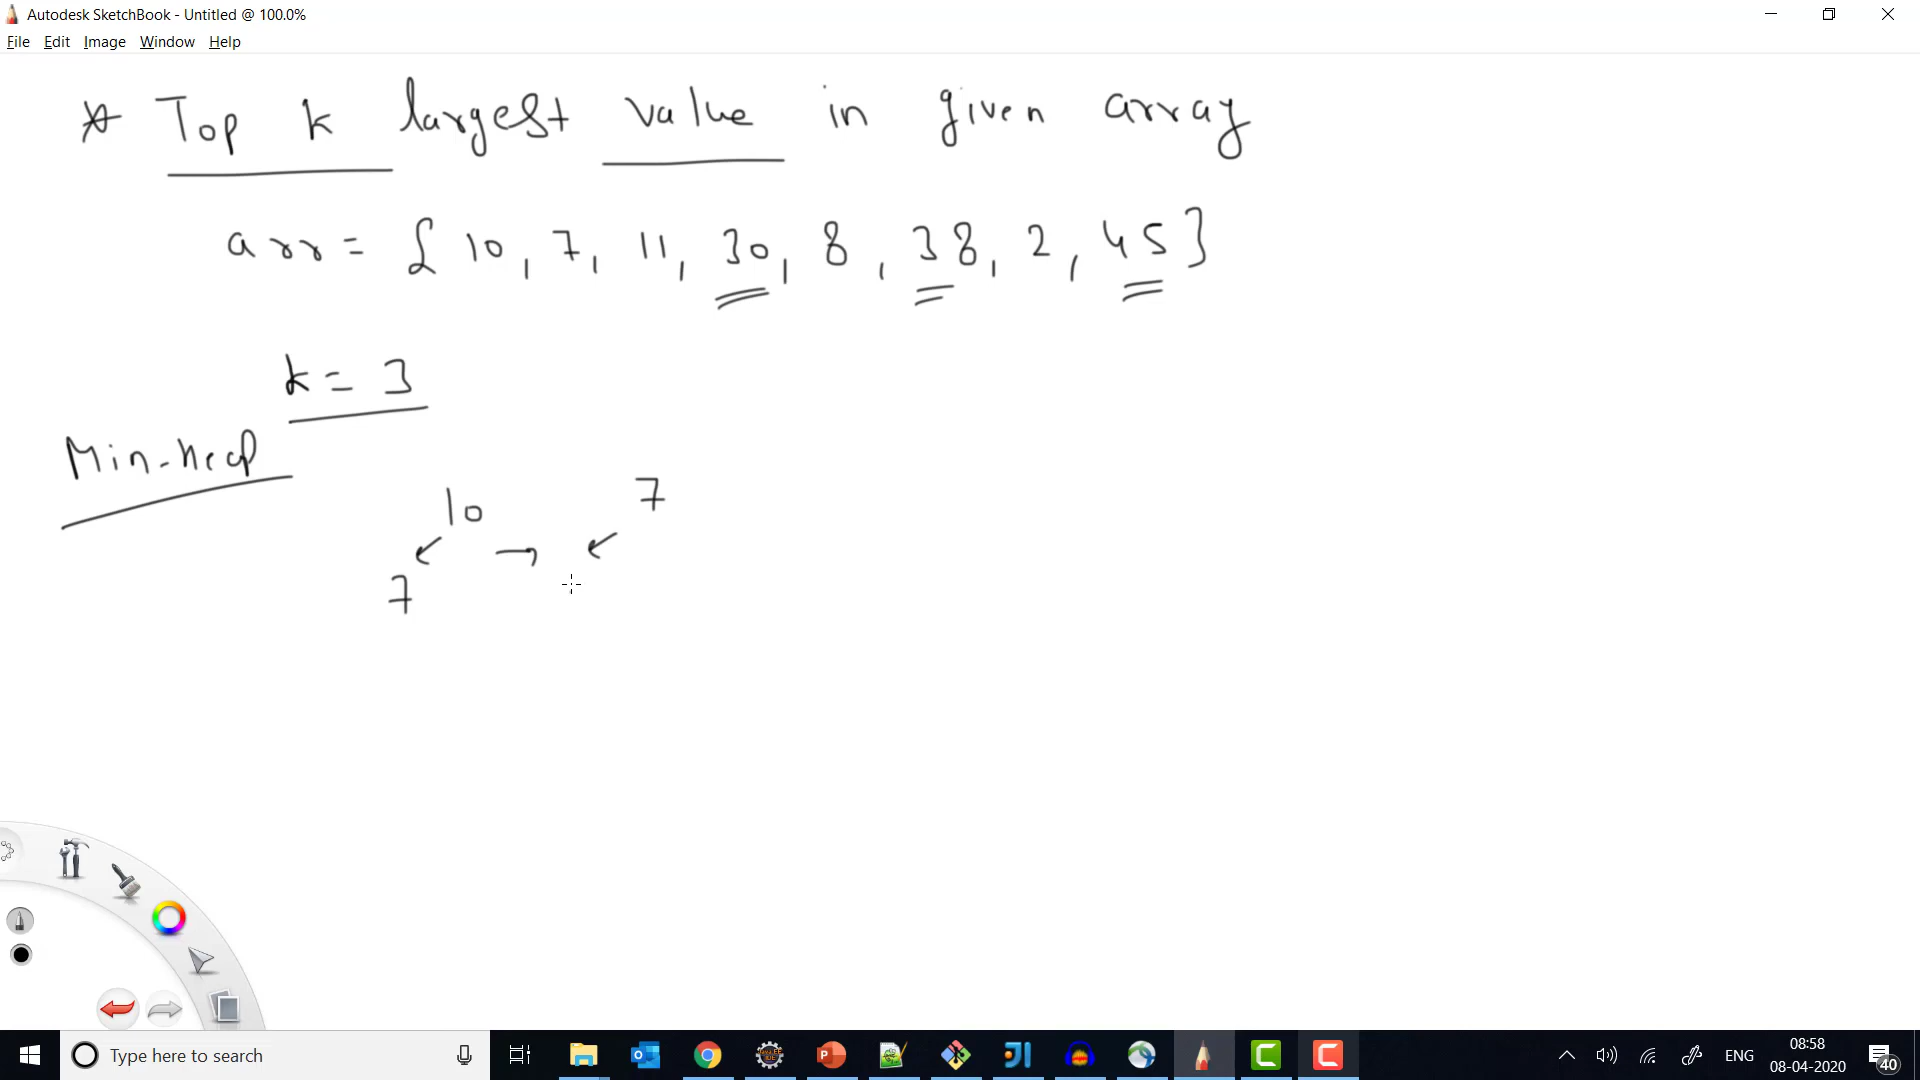 Autodesk SketchBook - Untitled @ 100.0%
File Edit Image Window Help
Top k largest value in given array
arr = { 10, 7, 11, 30, 8, 38, 2, 45 }
k = 3
Min-heap
10 7
7
Type here to search
ENG
08:58
08-04-2020
40